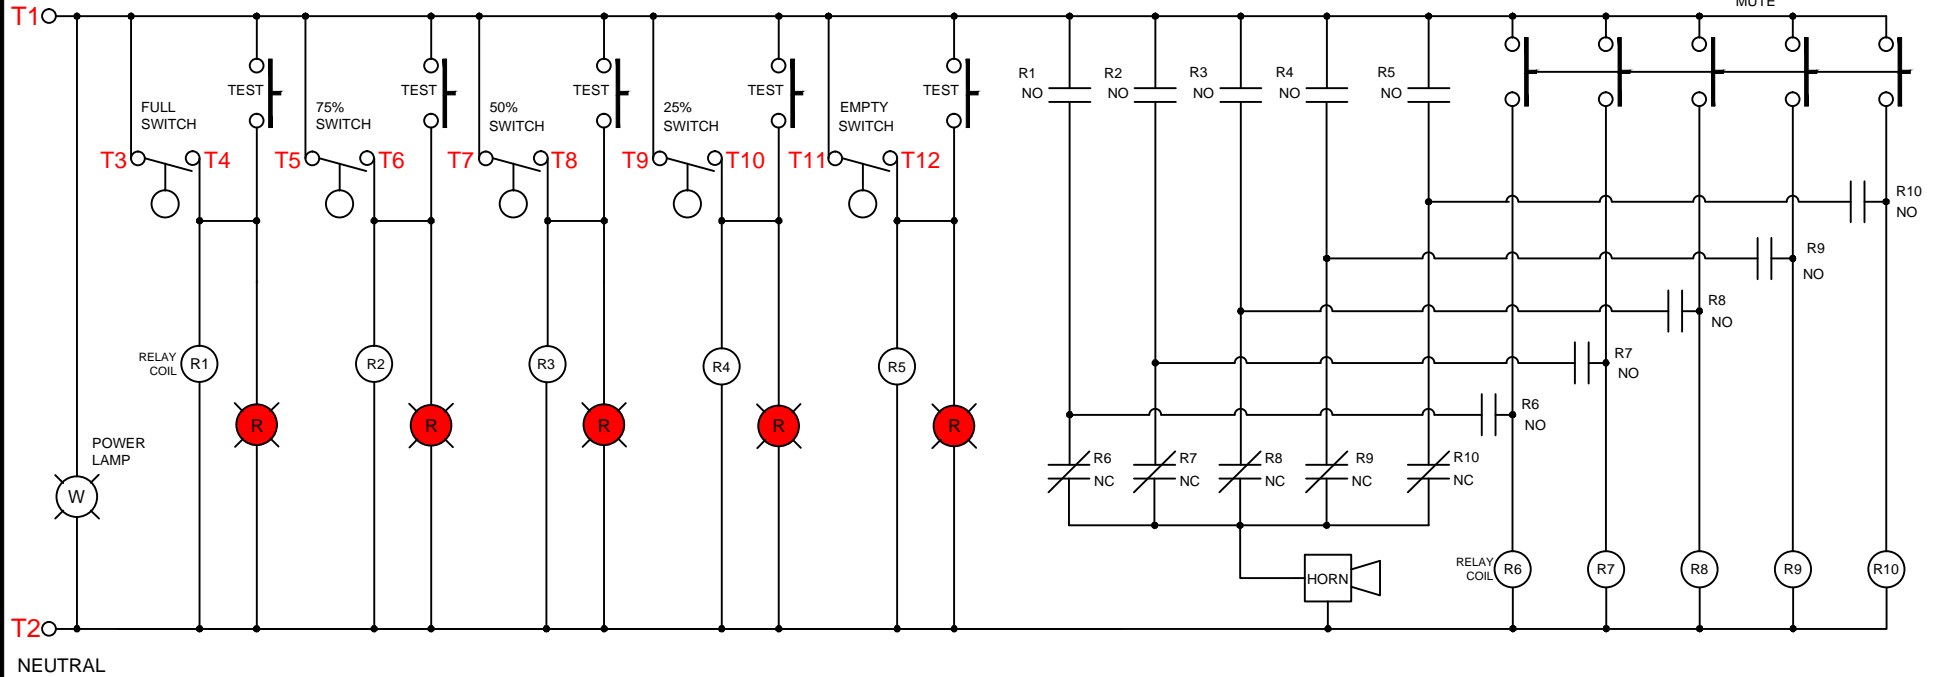 MUTE
T1
TEST
TEST
TEST
TEST
TEST
FULL
SWITCH
75%
SWITCH
50%
SWITCH
25%
SWITCH
EMPTY
SWITCH
R1
NO
R2
NO
R3
NO
R4
NO
R5
NO
T3
T4
T5
T6
T7
T8
T9
T10
T11
T12
R10
NO
R9
NO
R8
NO
R7
NO
R6
NO
RELAY
COIL
R1
R2
R3
R4
R5
R
R
R
R
R
POWER
LAMP
W
R6
NC
R7
NC
R8
NC
R9
NC
R10
NC
HORN
RELAY
COIL
R6
R7
R8
R9
R10
T2
NEUTRAL